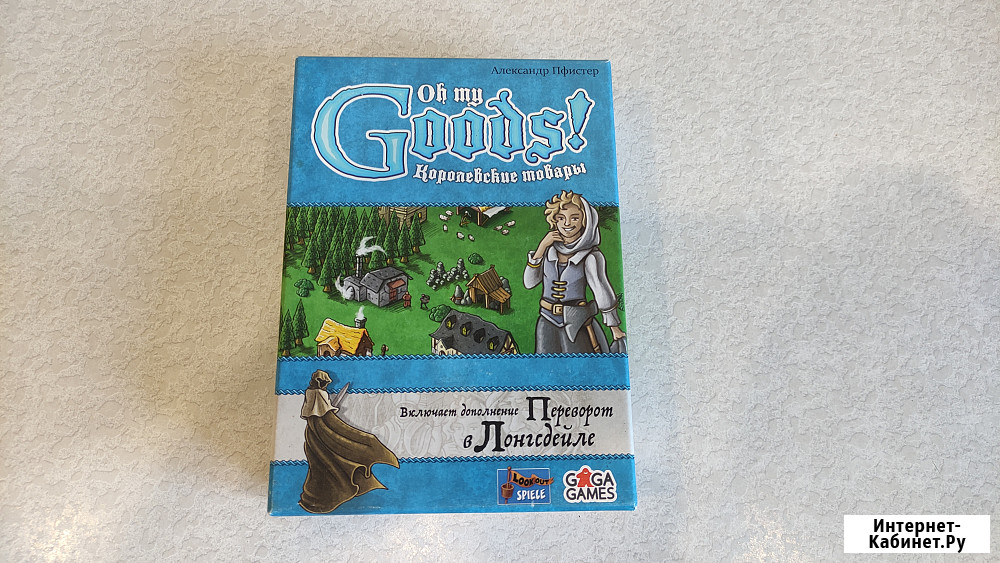 Александр Пфистер
Oh my
Goods!
Королевские товары
Включает дополнение Переворот
в Лонгсдейле
LOOKOUT
SPIELE
GAGA
GAMES
Интернет-
Кабинет.Ру